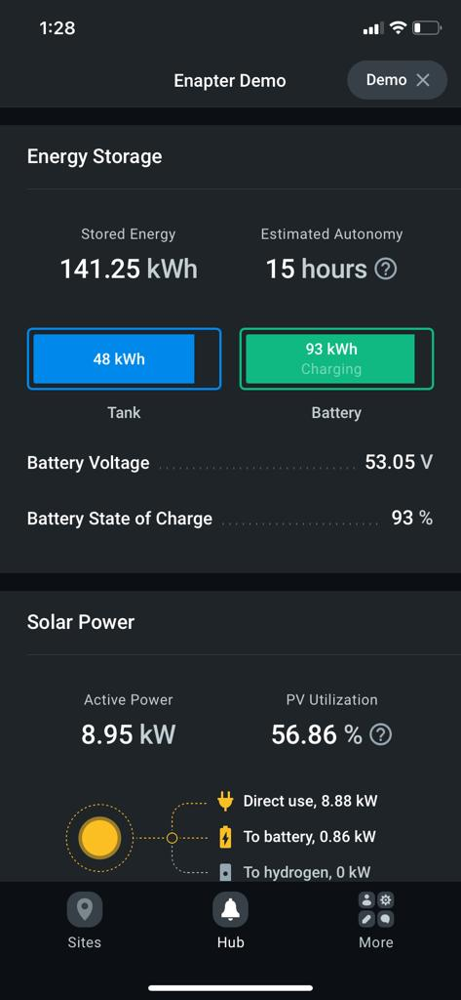 1:28
Enapter Demo
Demo
Energy Storage
Stored Energy
Estimated Autonomy
141.25 kWh
15 hours ?
48 kWh
93 kWh
Charging
Tank
Battery
Battery Voltage 53.05 V
Battery State of Charge 93 %
Solar Power
Active Power
PV Utilization
8.95 kW
56.86 % ?
Direct use, 8.88 kW
To battery, 0.86 kW
To hydrogen, 0 kW
Sites
Hub
More